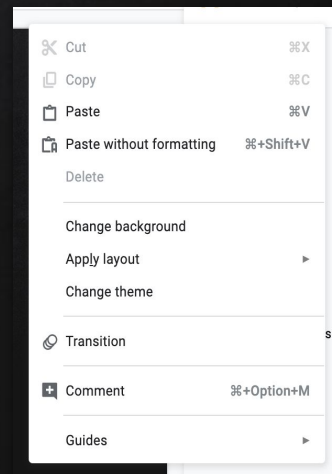 Cut ⌘X
Copy ⌘C
Paste ⌘V
Paste without formatting ⌘+Shift+V
Delete
Change background
Apply layout ►
Change theme
Transition
s
Comment ⌘+Option+M
Guides ►